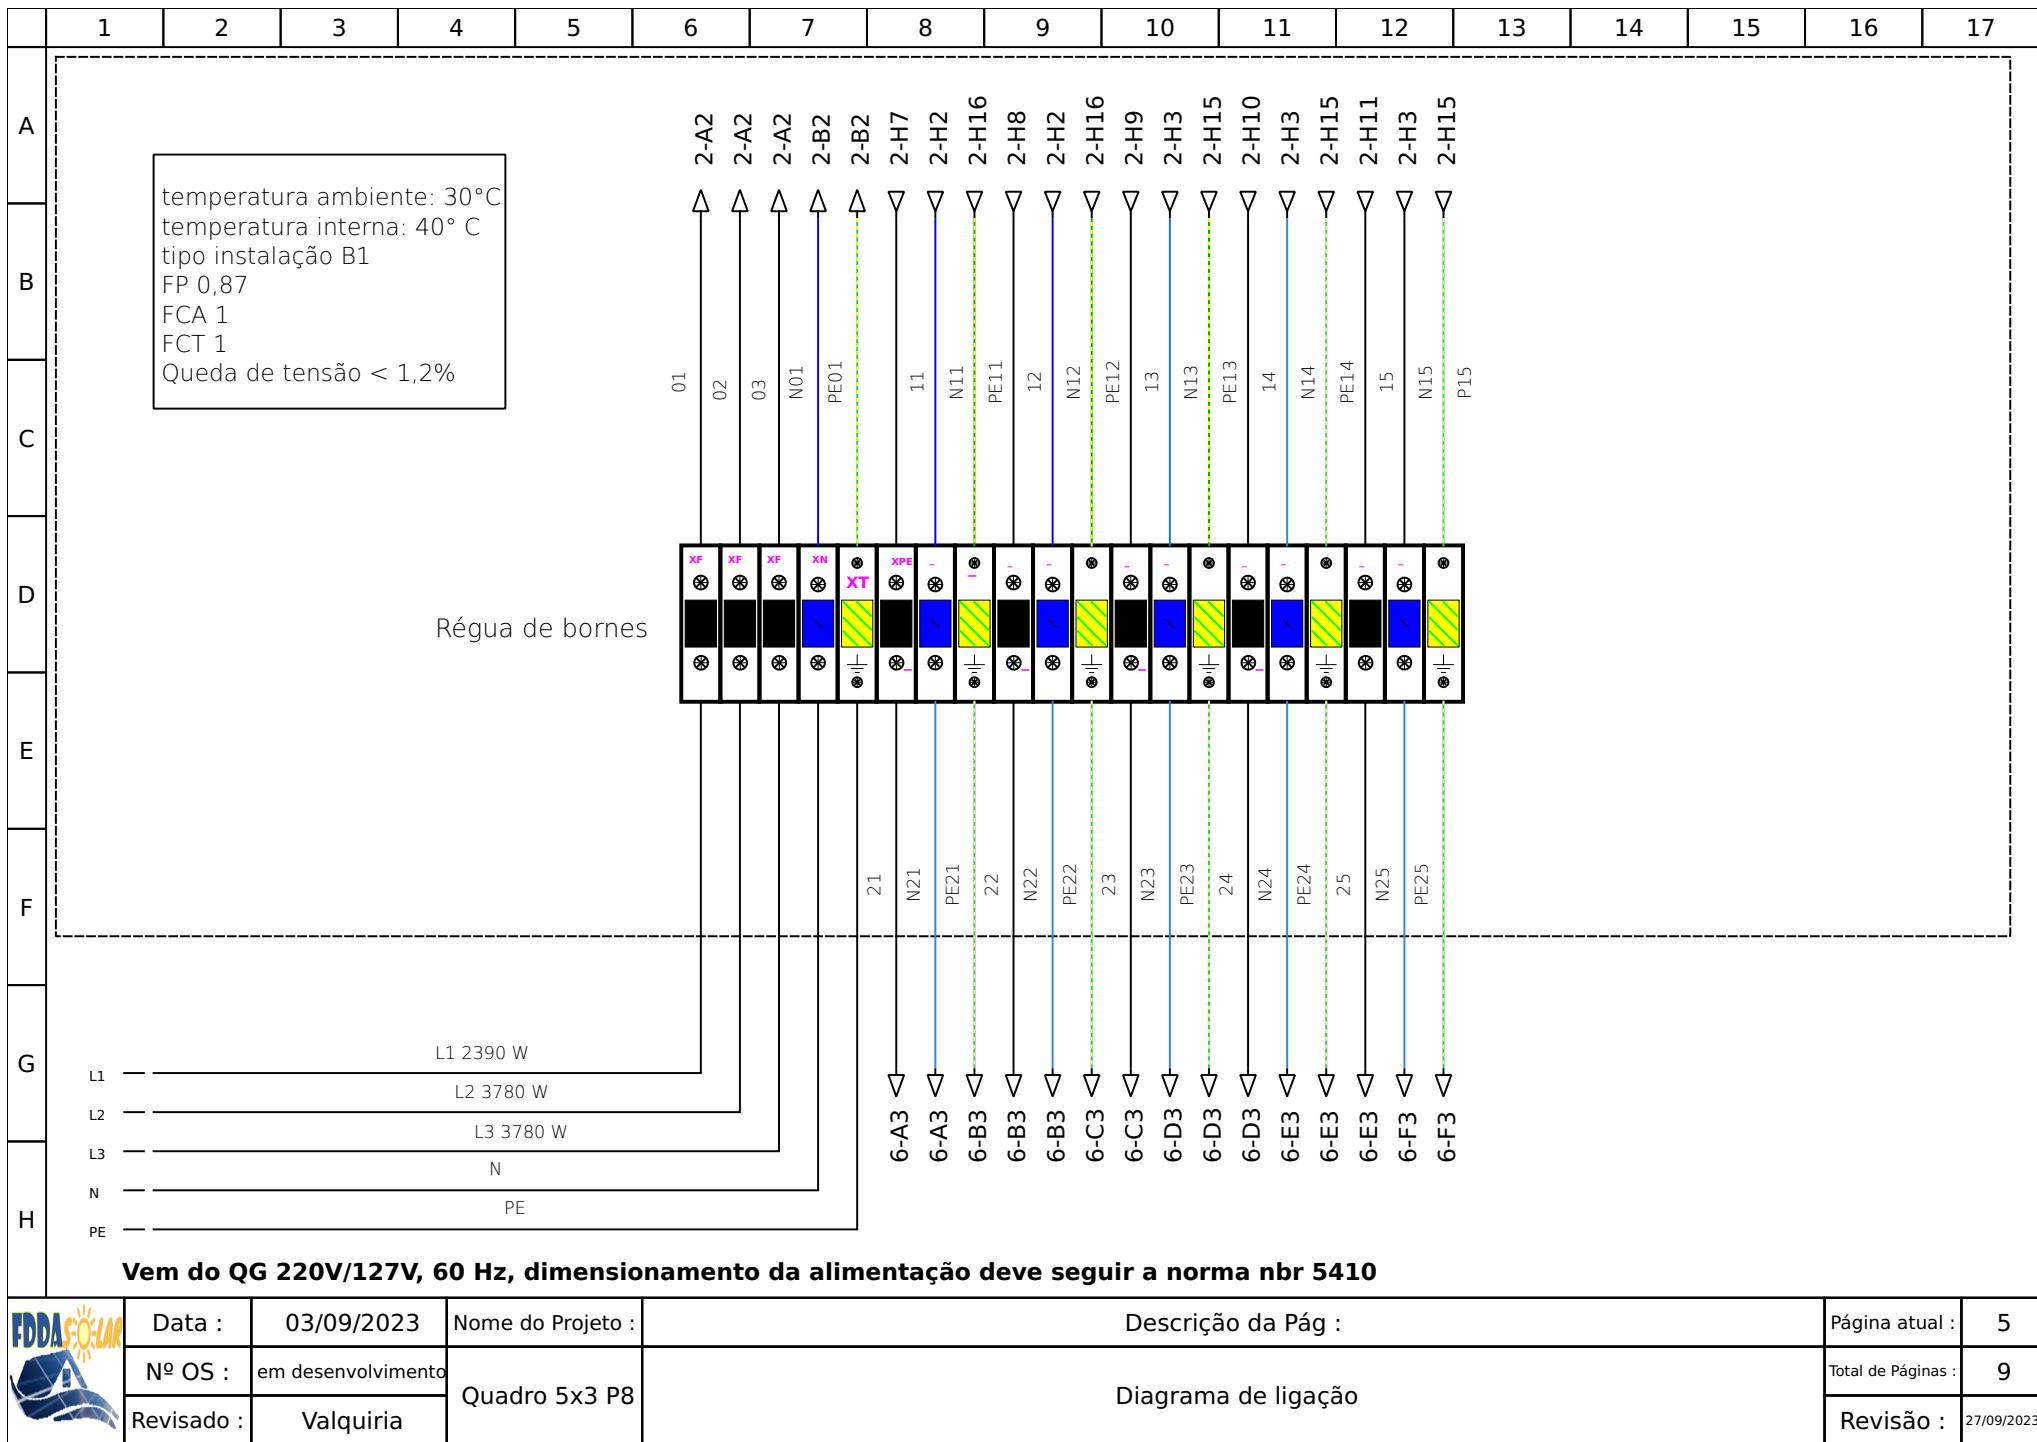 1 2 3 4 5 6 7 8 9 10 11 12 13 14 15 16 17
A
B
C
D
E
F
G
H
temperatura ambiente: 30°C
temperatura interna: 40° C
tipo instalação B1
FP 0,87
FCA 1
FCT 1
Queda de tensão < 1,2%
2-A2 2-A2 2-A2 2-B2 2-B2 2-H7 2-H2 2-H16 2-H8 2-H2 2-H16 2-H9 2-H3 2-H15 2-H10 2-H3 2-H15 2-H11 2-H3 2-H15
01 02 03 N01 PE01 11 N11 PE11 12 N12 PE12 13 N13 PE13 14 N14 PE14 15 N15 P15
XF XF XF XN XT XPE
Régua de bornes
21 N21 PE21 22 N22 PE22 23 N23 PE23 24 N24 PE24 25 N25 PE25
6-A3 6-A3 6-B3 6-B3 6-B3 6-C3 6-C3 6-D3 6-D3 6-D3 6-E3 6-E3 6-E3 6-F3 6-F3
L1 L1 2390 W
L2 L2 3780 W
L3 L3 3780 W
N N
PE PE
Vem do QG 220V/127V, 60 Hz, dimensionamento da alimentação deve seguir a norma nbr 5410
FDDA SOLAR
Data : 03/09/2023
Nº OS : em desenvolvimento
Revisado : Valquiria
Nome do Projeto :
Quadro 5x3 P8
Descrição da Pág :
Diagrama de ligação
Página atual : 5
Total de Páginas : 9
Revisão : 27/09/2023